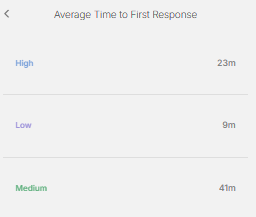 Average Time to First Response
High 23m
Low 9m
Medium 41m